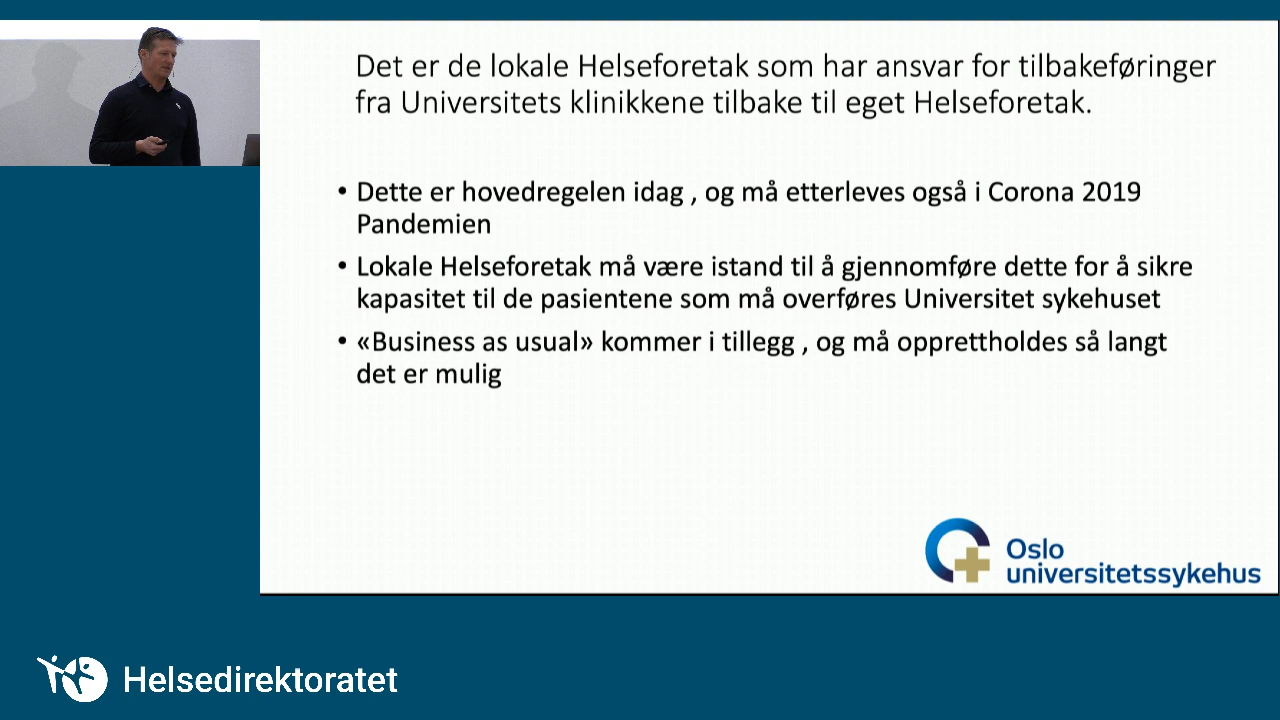 Det er de lokale Helseforetak som har ansvar for tilbakeføringer
fra Universitets klinikkene tilbake til eget Helseforetak.
• Dette er hovedregelen idag , og må etterleves også i Corona 2019
Pandemien
• Lokale Helseforetak må være istand til å gjennomføre dette for å sikre
kapasitet til de pasientene som må overføres Universitet sykehuset
• «Business as usual» kommer i tillegg , og må opprettholdes så langt
det er mulig
Oslo
universitetssykehus
Helsedirektoratet